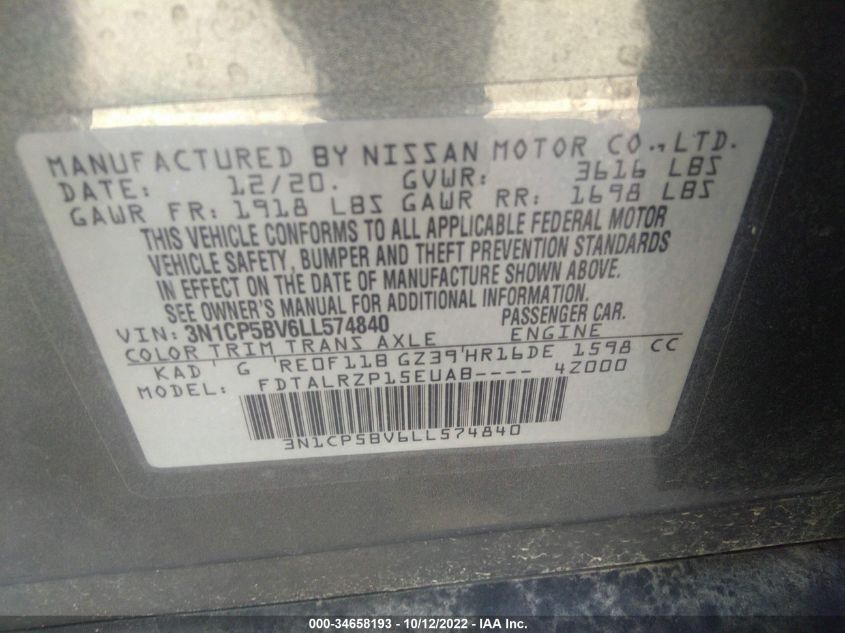 MANUFACTURED BY NISSAN MOTOR CO., LTD.
DATE: 12/20. GVWR: 3616 LBS
GAWR FR: 1918 LBS GAWR RR: 1698 LBS
THIS VEHICLE CONFORMS TO ALL APPLICABLE FEDERAL MOTOR
VEHICLE SAFETY, BUMPER AND THEFT PREVENTION STANDARDS
IN EFFECT ON THE DATE OF MANUFACTURE SHOWN ABOVE.
SEE OWNER'S MANUAL FOR ADDITIONAL INFORMATION.
VIN: 3N1CP5BV6LL574840 PASSENGER CAR.
COLOR TRIM TRANS AXLE ENGINE
KAD G RE0F11B GZ39 HR16DE 1598 CC
MODEL: FDTALRZP15EUAB---- 4Z000
3N1CP5BV6LL574840
000-34658193 - 10/12/2022 - IAA Inc.